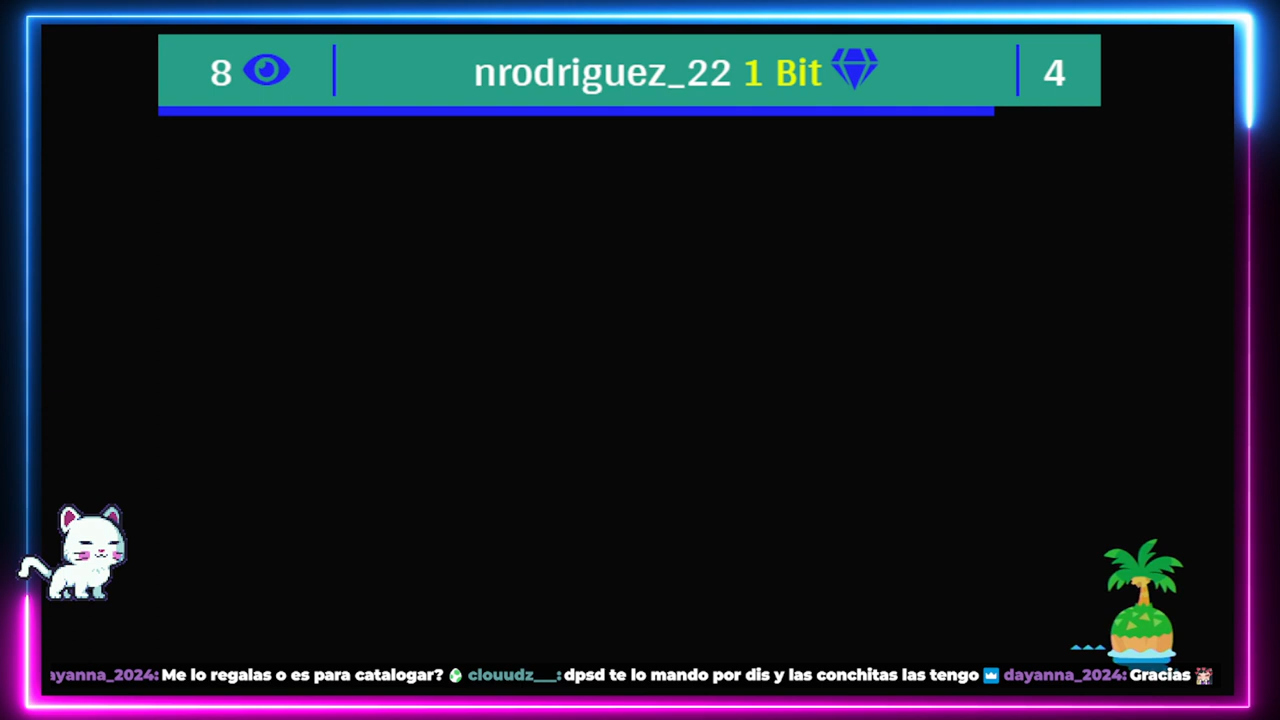 8 nrodriguez_22 1 Bit 4
ayanna_2024: Me lo regalas o es para catalogar? clouudz___: dpsd te lo mando por dis y las conchitas las tengo dayanna_2024: Gracias